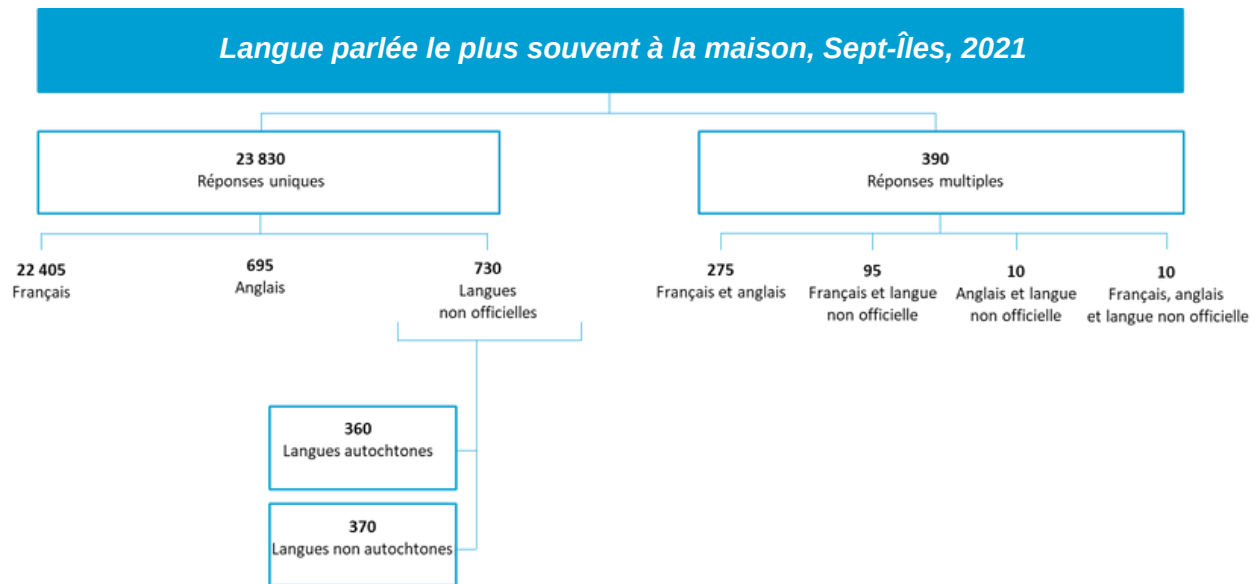 Langue parlée le plus souvent à la maison, Sept-Îles, 2021
23 830
Réponses uniques
390
Réponses multiples
22 405
Français
695
Anglais
730
Langues
non officielles
275
Français et anglais
95
Français et langue
non officielle
10
Anglais et langue
non officielle
10
Français, anglais
et langue non officielle
360
Langues autochtones
370
Langues non autochtones